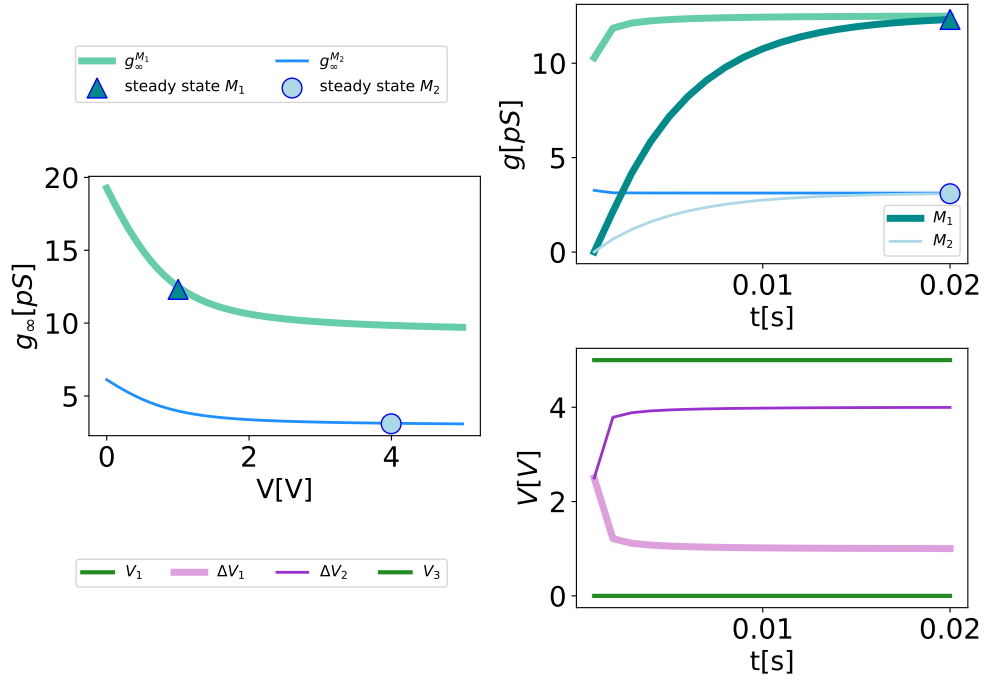 g∞^M₁ g∞^M₂
steady state M₁ steady state M₂
20
15
10
5
g∞[pS]
0 2 4
V[V]
V₁ ΔV₁ ΔV₂ V₃
10
5
0
g[pS]
M₁
M₂
0.01 0.02
t[s]
4
2
0
V[V]
0.01 0.02
t[s]